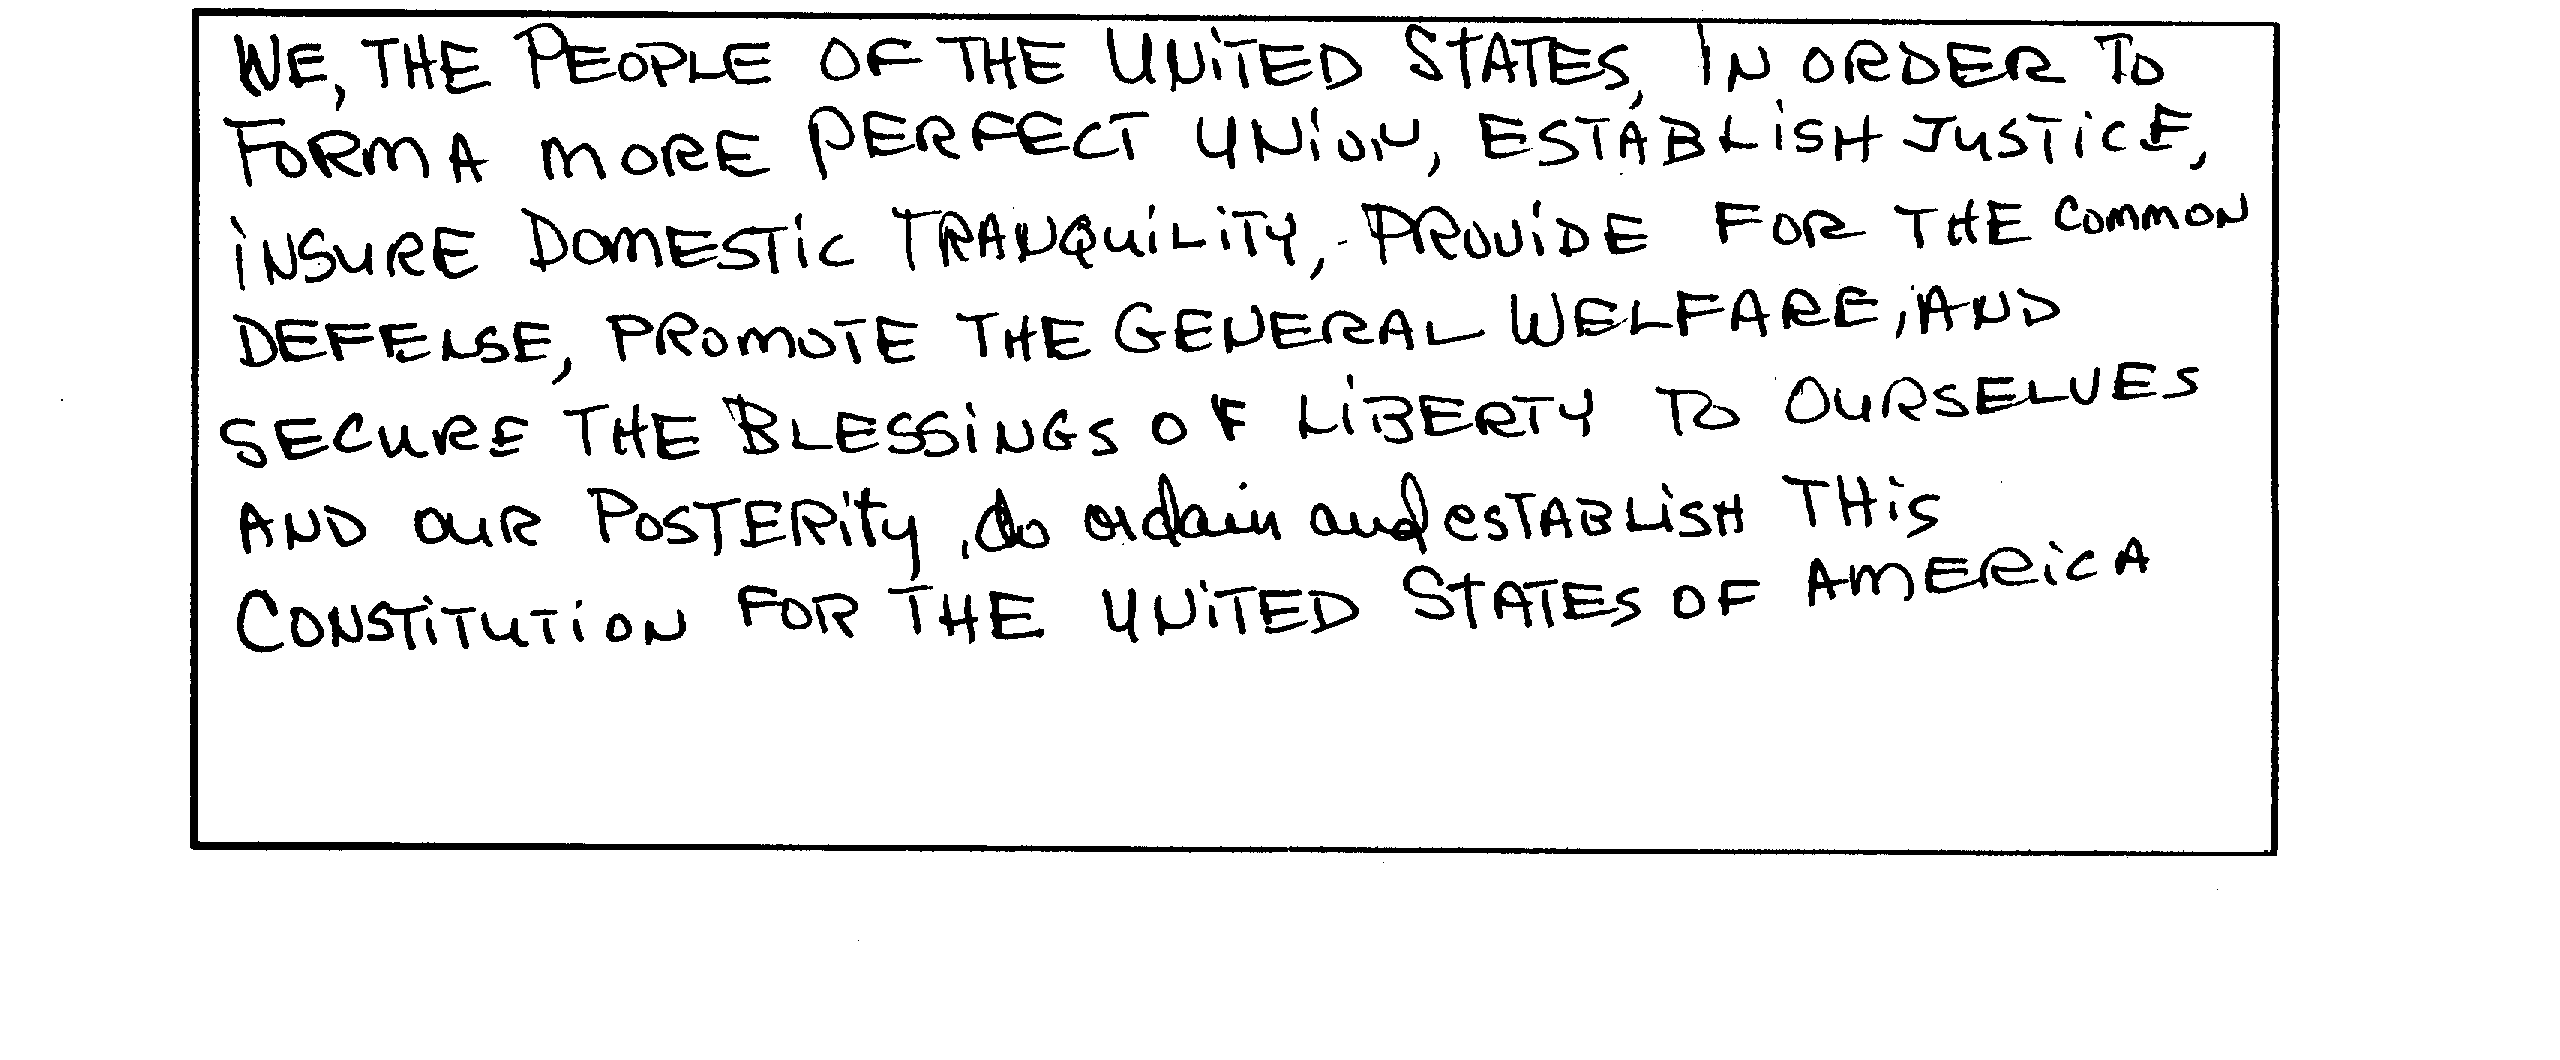 WE, THE PEOPLE OF THE UNiTED STATES, IN ORDER TO
FORM A MORE PERFECT UNiON, ESTABLiSH JUSTiCE,
iNSURE DOMESTiC TRANQUiLiTY, PROViDE FOR THE COMMON
DEFENSE, PROMOTE THE GENERAL WELFARE, AND
SECURE THE BLESSiNGS OF LiBERTY TO OURSELVES
AND OUR POSTERity, do ordain and eSTABLiSH THiS
CONSTiTUTiON FOR THE UNiTED STATES OF AMERiCA